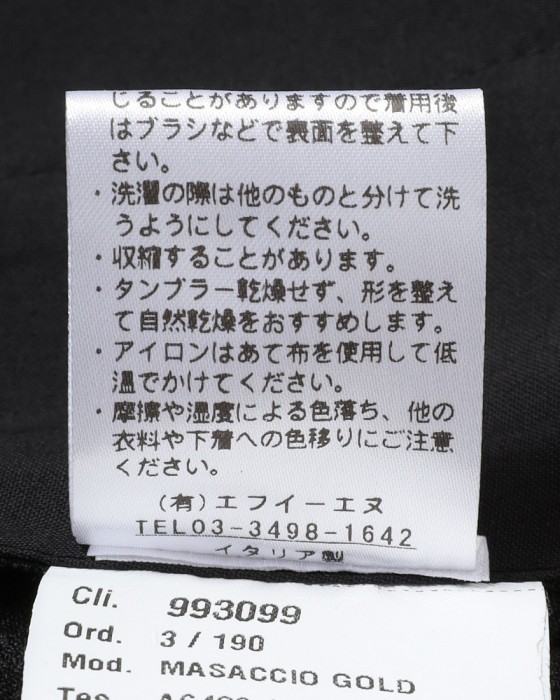 じることがありますので着用後
はブラシなどで表面を整えて下
さい。
・洗濯の際は他のものと分けて洗
うようにしてください。
・収縮することがあります。
・タンブラー乾燥せず、形を整え
て自然乾燥をおすすめします。
・アイロンはあて布を使用して低
温でかけてください。
・摩擦や湿度による色落ち、他の
衣料や下着への色移りにご注意
ください。
(有)エフイーエヌ
TEL03-3498-1642
イタリア製
Cli. 993099
Ord. 3 / 190
Mod. MASACCIO GOLD
Tes.